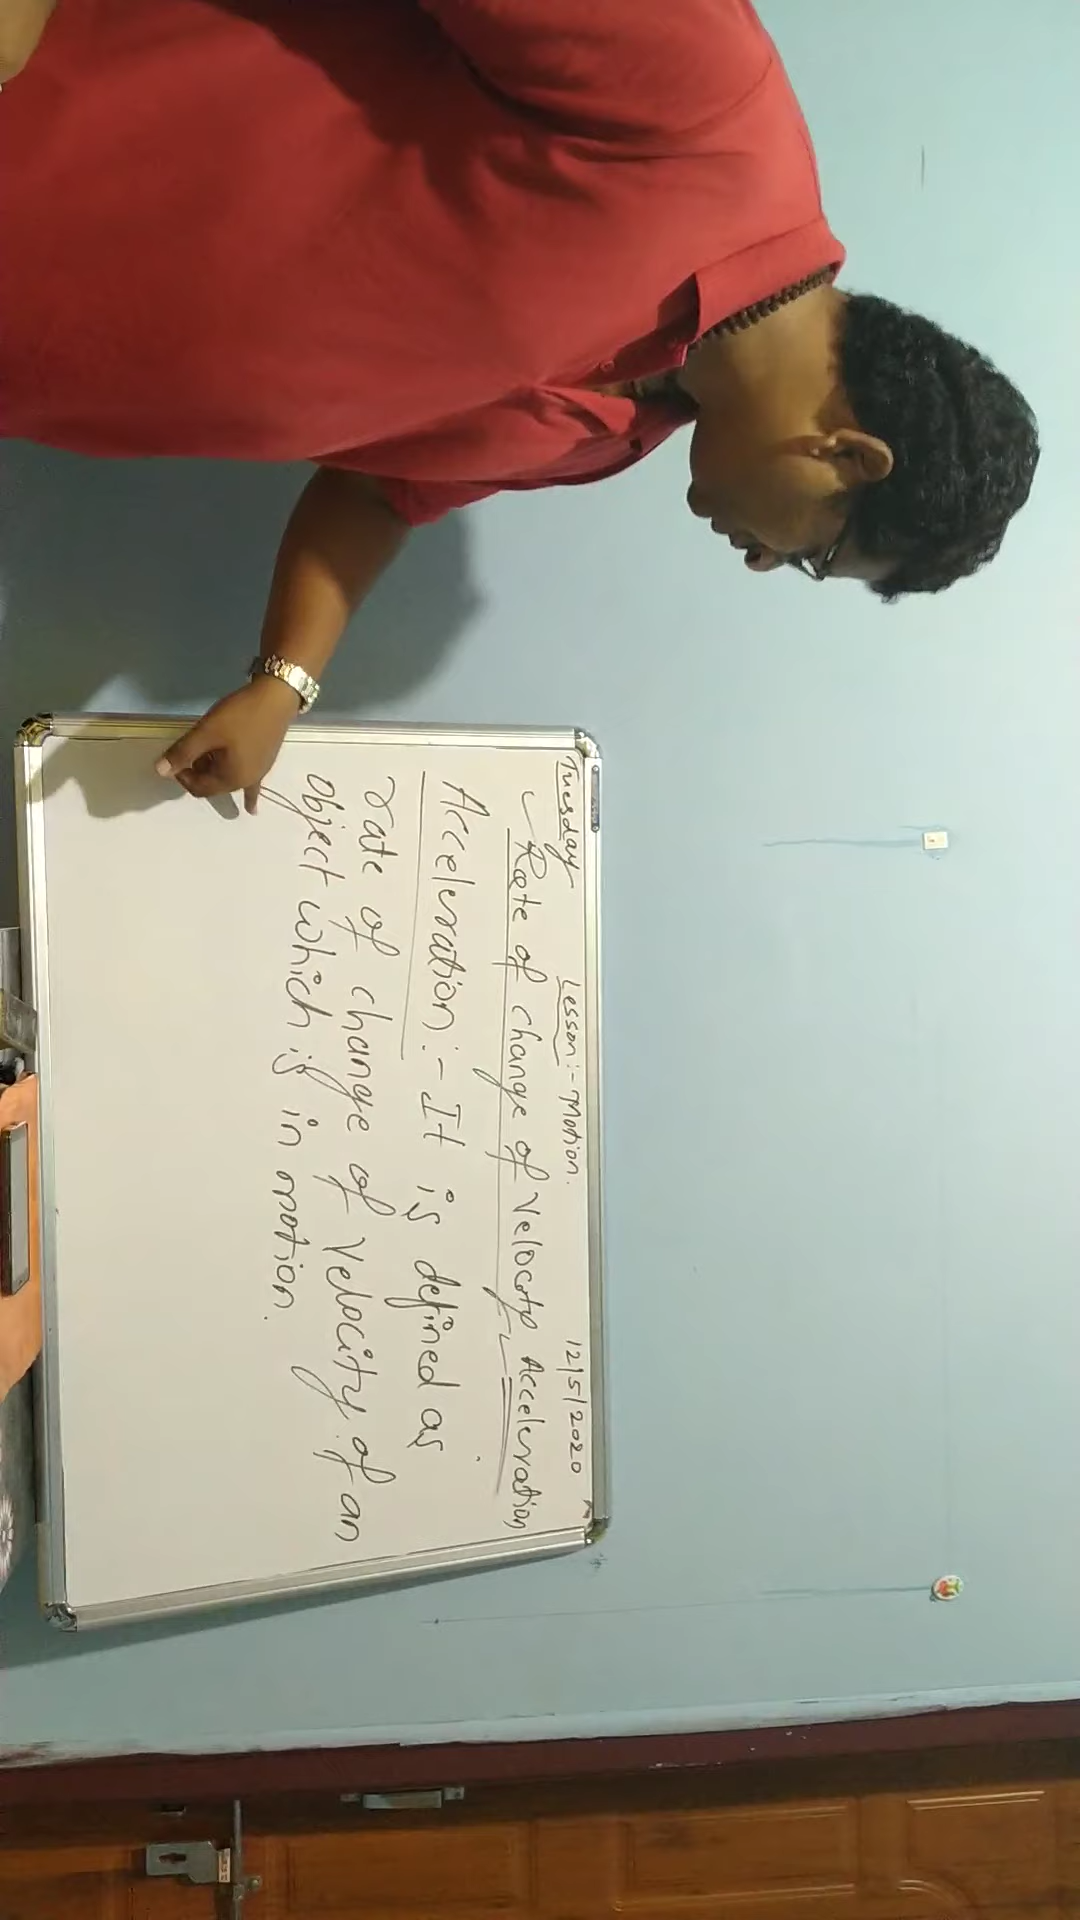 Tuesday Lesson:- Motion. 12/5/2020
Rate of change of Velocity Acceleration
Acceleration:- It is defined as
rate of change of Velocity of an
object which is in motion.